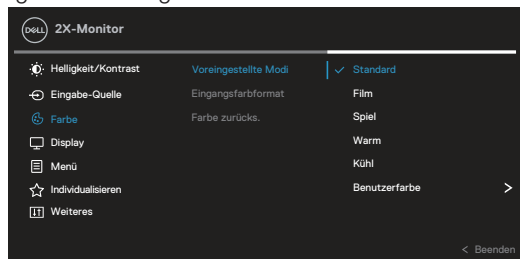 DELL 2X-Monitor
Helligkeit/Kontrast Voreingestellte Modi Standard
Eingabe-Quelle Eingangsfarbformat Film
Farbe Farbe zurücks. Spiel
Display Warm
Menü Kühl
Individualisieren Benutzerfarbe >
Weiteres
< Beenden